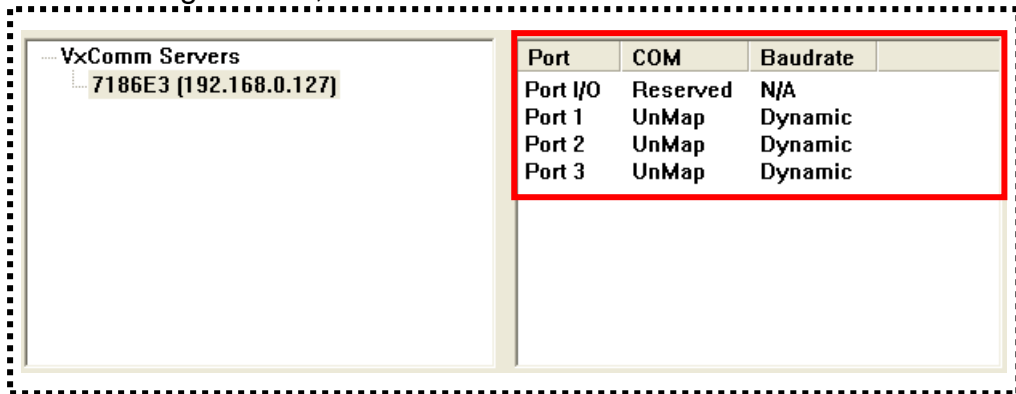 VxComm Servers
7186E3 (192.168.0.127)
Port COM Baudrate
Port I/O Reserved N/A
Port 1 UnMap Dynamic
Port 2 UnMap Dynamic
Port 3 UnMap Dynamic